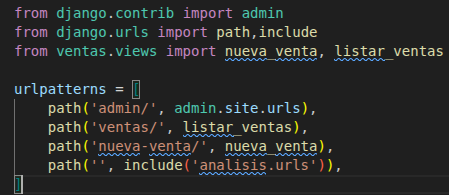 from django.contrib import admin
from django.urls import path,include
from ventas.views import nueva_venta, listar_ventas
urlpatterns = [
    path('admin/', admin.site.urls),
    path('ventas/', listar_ventas),
    path('nueva-venta/', nueva_venta),
    path('', include('analisis.urls')),
]